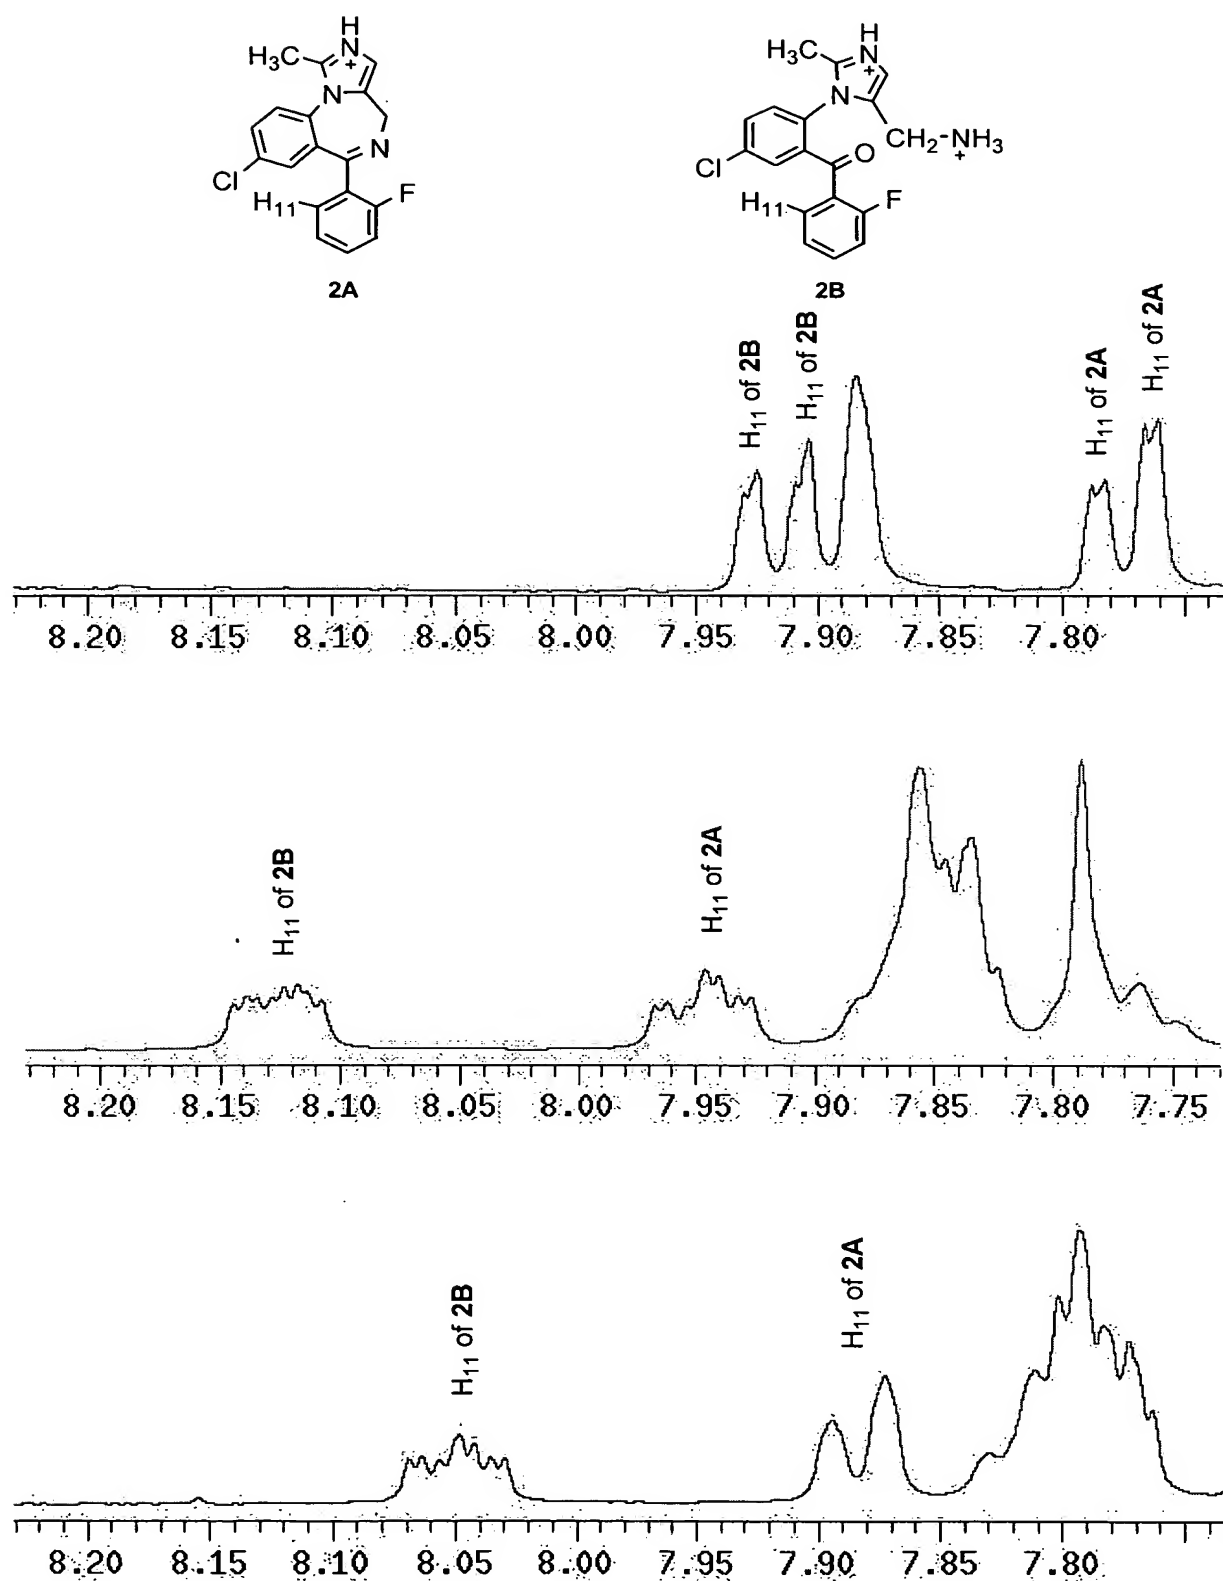 H
H₃C N
+
N
N
Cl
H₁₁ F
2A
H
H₃C N
+
N
CH₂-NH₃
+
O
Cl
H₁₁ F
2B
H₁₁ of 2B
H₁₁ of 2B
H₁₁ of 2A
H₁₁ of 2A
8.20 8.15 8.10 8.05 8.00 7.95 7.90 7.85 7.80
H₁₁ of 2B
H₁₁ of 2A
8.20 8.15 8.10 8.05 8.00 7.95 7.90 7.85 7.80 7.75
H₁₁ of 2B
H₁₁ of 2A
8.20 8.15 8.10 8.05 8.00 7.95 7.90 7.85 7.80